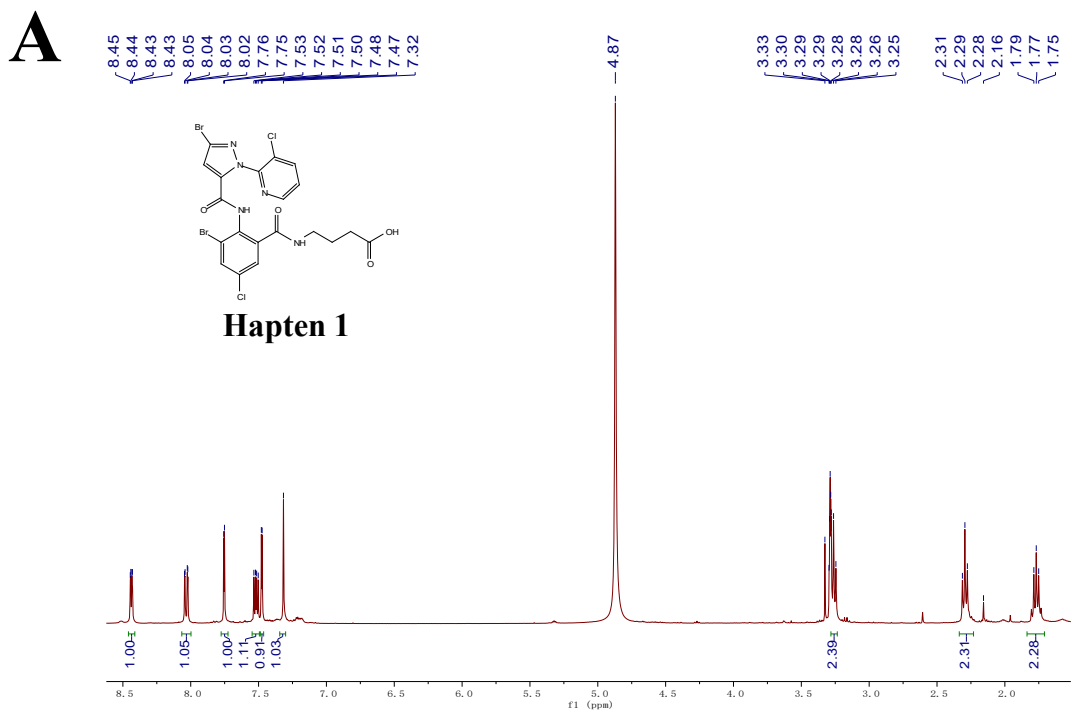 A
8.45 8.44 8.43 8.43 8.05 8.04 8.03 8.02 7.76 7.75 7.53 7.52 7.51 7.50 7.48 7.47 7.32 4.87 3.33 3.30 3.29 3.29 3.28 3.28 3.26 3.25 2.31 2.29 2.28 2.16 1.79 1.77 1.75
Br
Cl
N
N
N
O
NH
O
Br
NH
OH
O
Cl
Hapten 1
1.00 1.05 1.00 1.11 0.91 1.03 2.39 2.31 2.28
8.5 8.0 7.5 7.0 6.5 6.0 5.5 5.0 4.5 4.0 3.5 3.0 2.5 2.0
f1 (ppm)